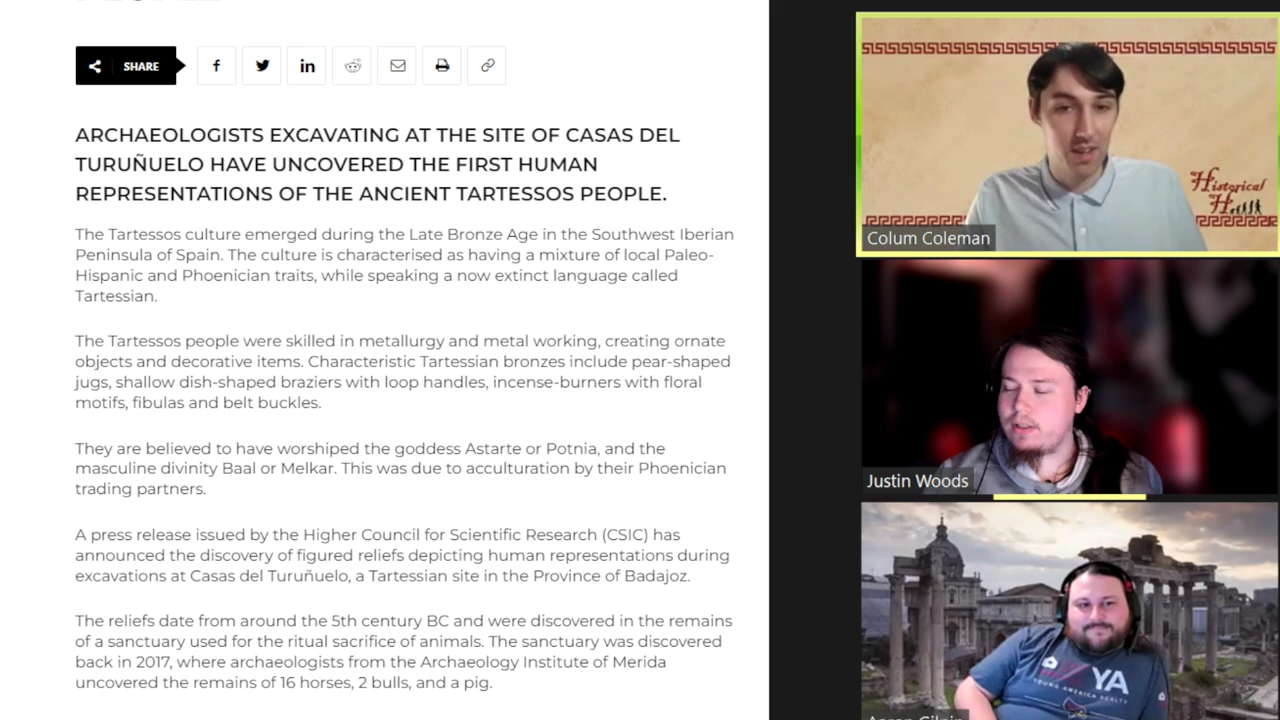 SHARE
ARCHAEOLOGISTS EXCAVATING AT THE SITE OF CASAS DEL
TURUÑUELO HAVE UNCOVERED THE FIRST HUMAN
REPRESENTATIONS OF THE ANCIENT TARTESSOS PEOPLE.
The Tartessos culture emerged during the Late Bronze Age in the Southwest Iberian
Peninsula of Spain. The culture is characterised as having a mixture of local Paleo-
Hispanic and Phoenician traits, while speaking a now extinct language called
Tartessian.
The Tartessos people were skilled in metallurgy and metal working, creating ornate
objects and decorative items. Characteristic Tartessian bronzes include pear-shaped
jugs, shallow dish-shaped braziers with loop handles, incense-burners with floral
motifs, fibulas and belt buckles.
They are believed to have worshiped the goddess Astarte or Potnia, and the
masculine divinity Baal or Melkar. This was due to acculturation by their Phoenician
trading partners.
A press release issued by the Higher Council for Scientific Research (CSIC) has
announced the discovery of figured reliefs depicting human representations during
excavations at Casas del Turuñuelo, a Tartessian site in the Province of Badajoz.
The reliefs date from around the 5th century BC and were discovered in the remains
of a sanctuary used for the ritual sacrifice of animals. The sanctuary was discovered
back in 2017, where archaeologists from the Archaeology Institute of Merida
uncovered the remains of 16 horses, 2 bulls, and a pig.
Historical
Colum Coleman
Justin Woods
YA
YOUNG AMERICA REALTY